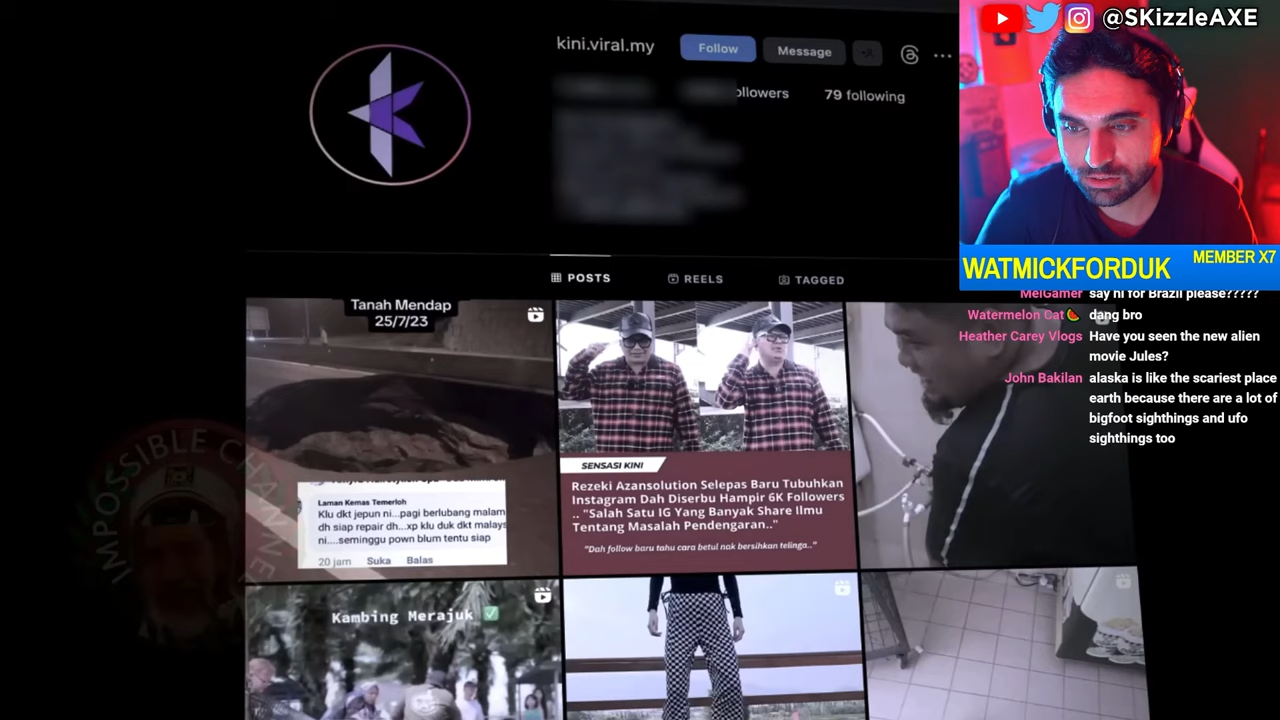 @SKizzleAXE
kini.viral.my
Follow
Message
ollowers
79 following
POSTS
REELS
TAGGED
WATMICKFORDUK
MEMBER X7
MelGamer say hi for Brazil please?????
Watermelon Cat🍉 dang bro
Heather Carey Vlogs Have you seen the new alien
movie Jules?
John Bakilan alaska is like the scariest place
earth because there are a lot of
bigfoot sighthings and ufo
sighthings too
Tanah Mendap
25/7/23
Laman Kemas Temerloh
Klu dkt jepun ni...pagi berlubang malam
dh siap repair dh...xp klu duk dkt malays
ni....seminggu pown blum tentu siap
20 jam Suka Balas
SENSASI KINI
Rezeki Azansolution Selepas Baru Tubuhkan
Instagram Dah Diserbu Hampir 6K Followers
.. "Salah Satu IG Yang Banyak Share Ilmu
Tentang Masalah Pendengaran.."
"Dah follow baru tahu cara betul nak bersihkan telinga.."
IMPOSSIBLE CHANNEL
Kambing Merajuk ✅